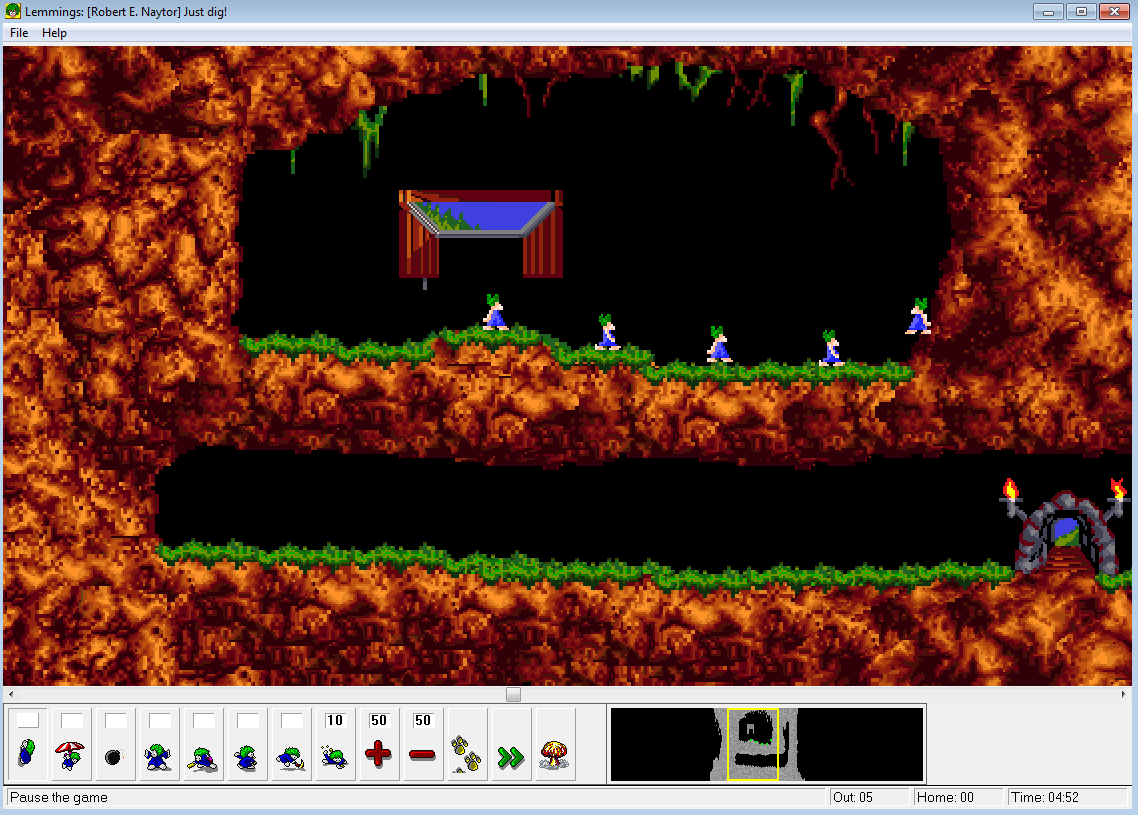 Lemmings: [Robert E. Naytor] Just dig!
File Help
10 50 50
Pause the game Out: 05 Home: 00 Time: 04:52